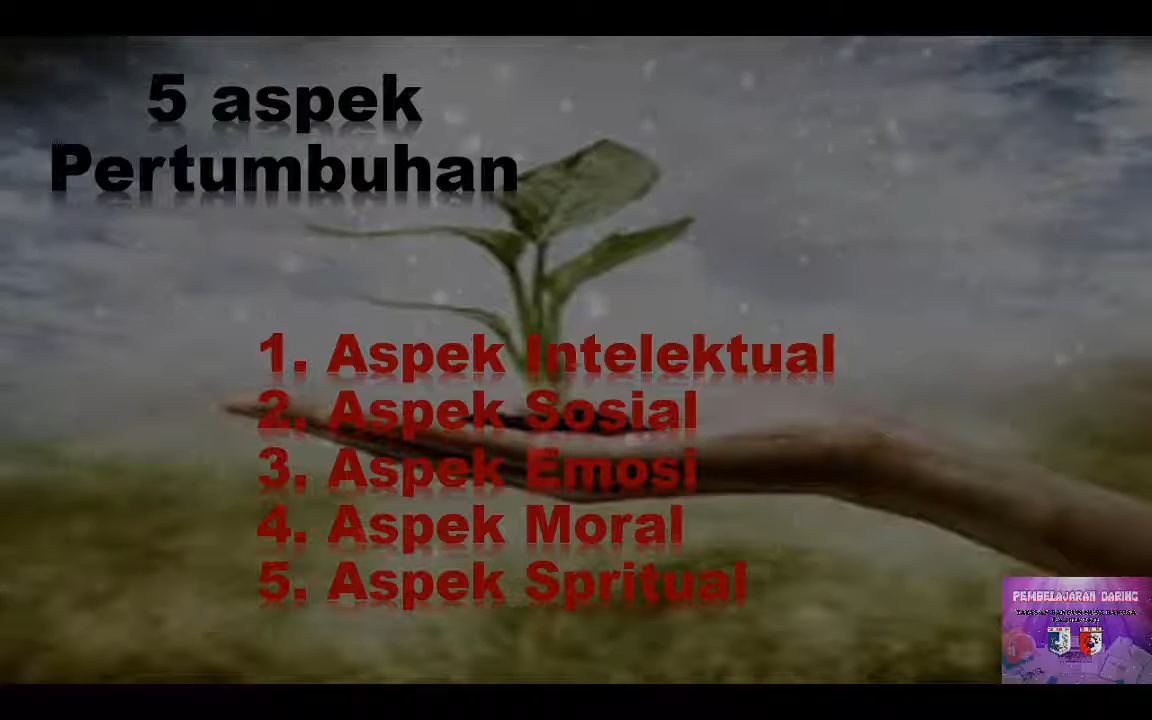 5 aspek
Pertumbuhan
1. Aspek Intelektual
2. Aspek Sosial
3. Aspek Emosi
4. Aspek Moral
5. Aspek Spritual
PEMBELAJARAN DARING